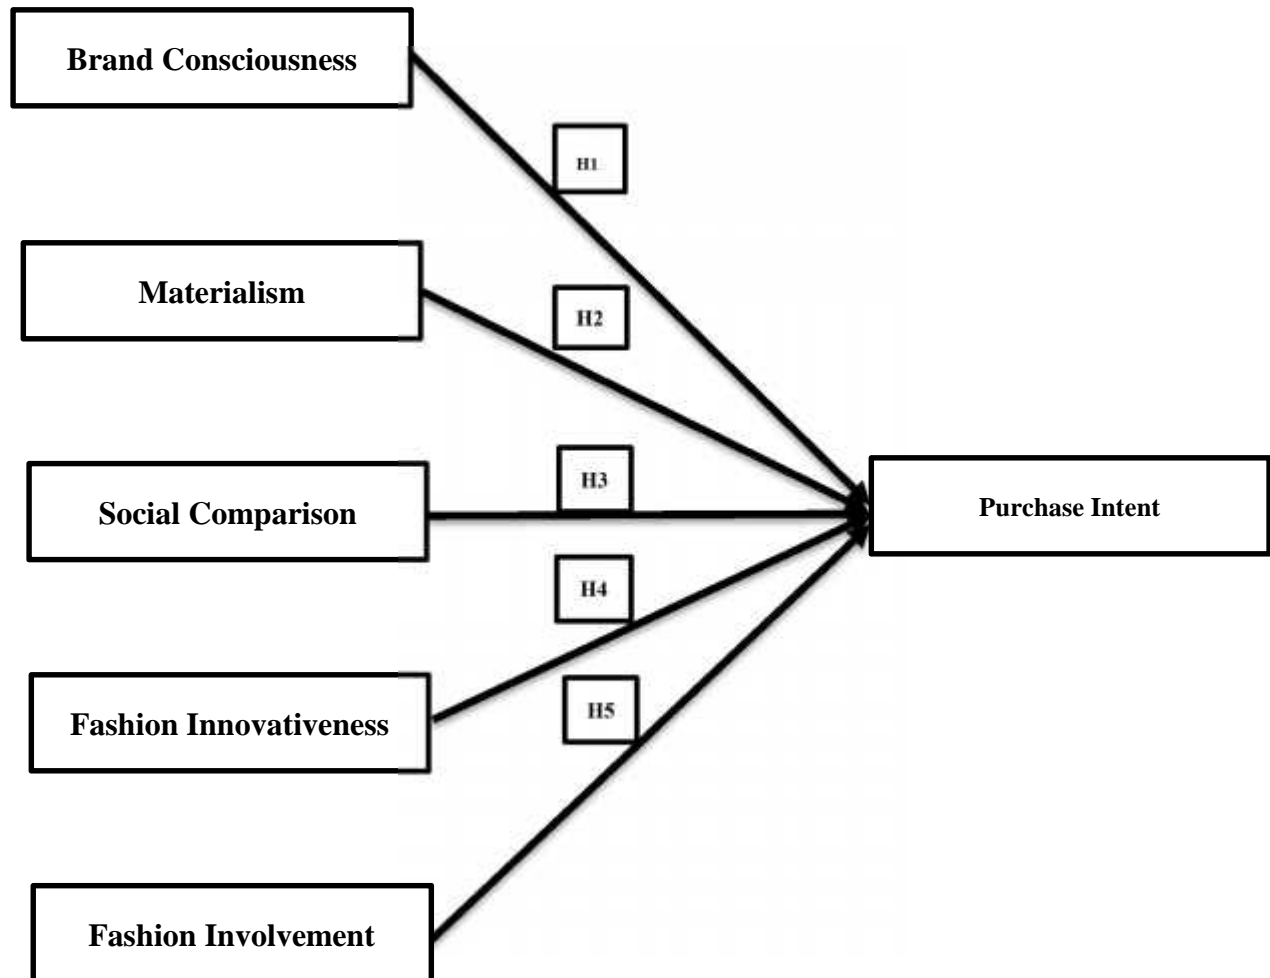 Brand Consciousness
H1
Materialism
H2
Social Comparison
H3
Purchase Intent
H4
Fashion Innovativeness
H5
Fashion Involvement